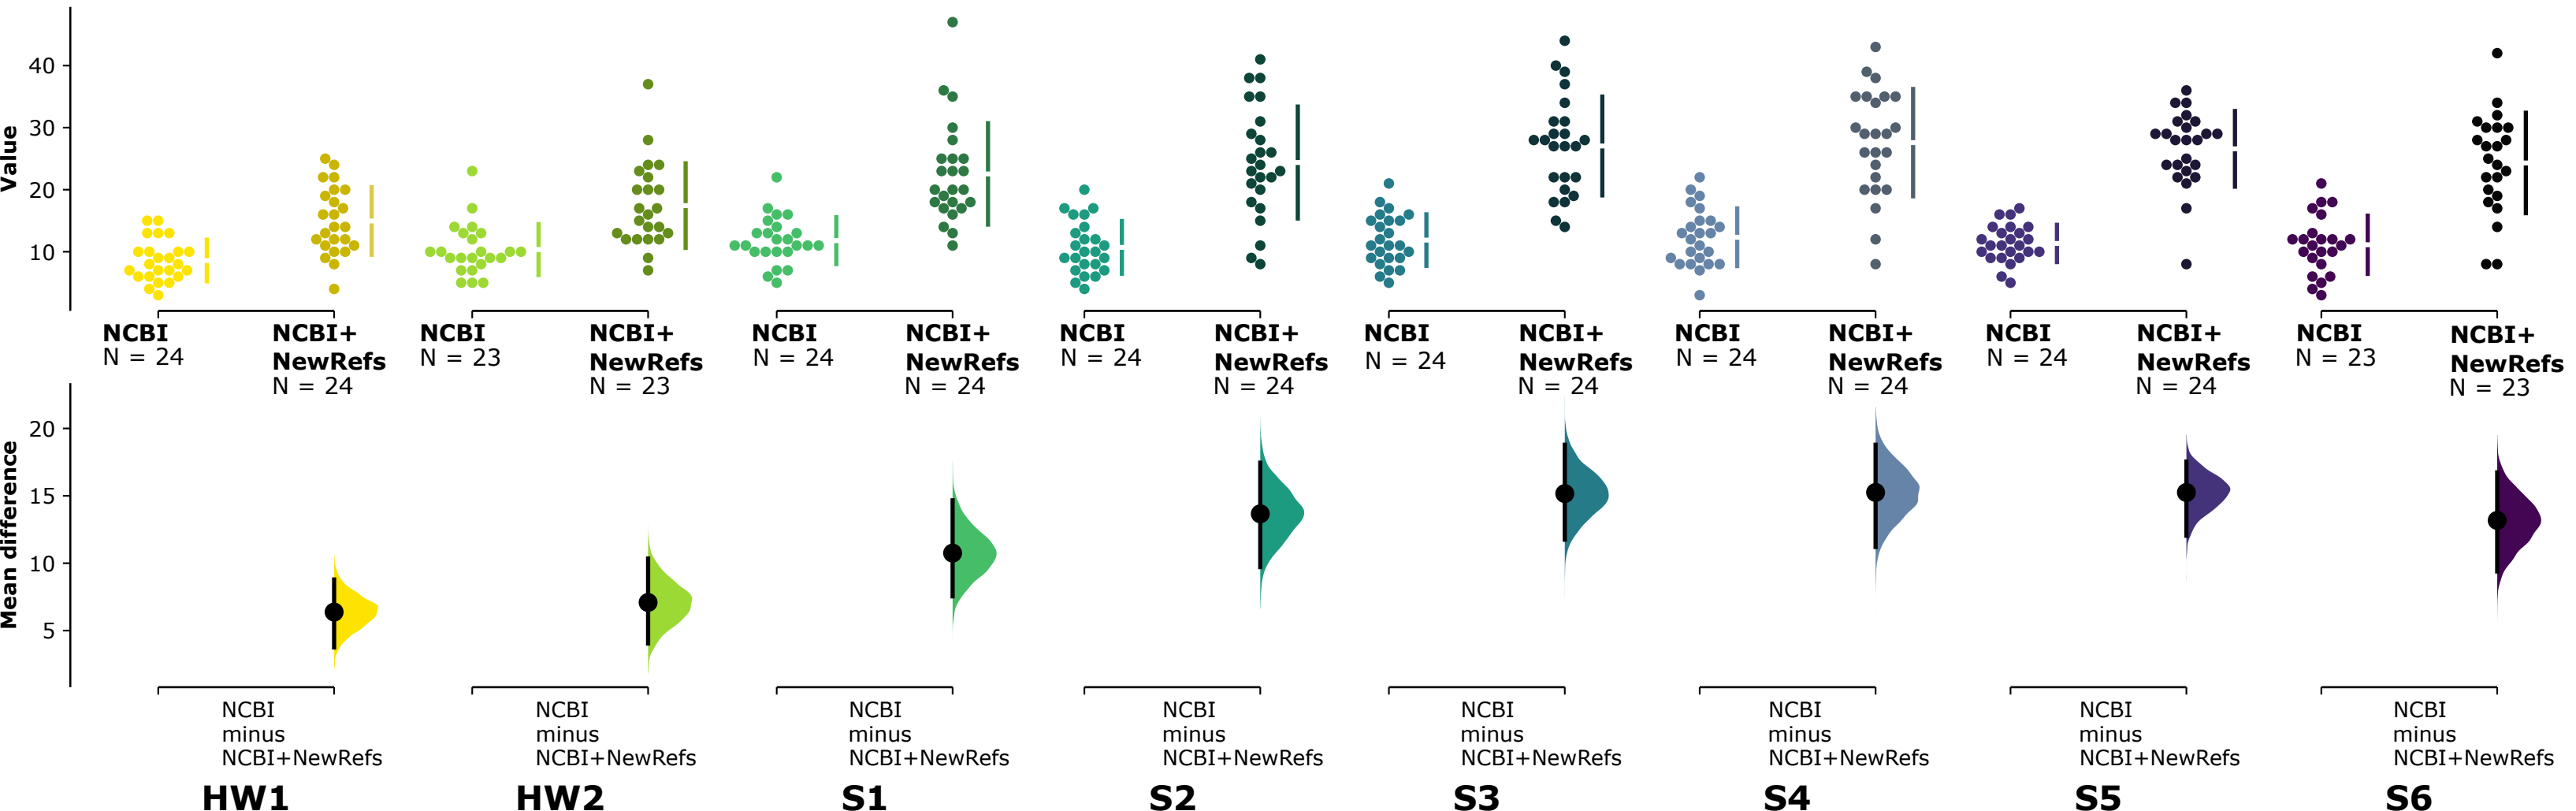 Value
40
30
20
10
NCBI
N = 24
NCBI+
NewRefs
N = 24
NCBI
N = 23
NCBI+
NewRefs
N = 23
NCBI
N = 24
NCBI+
NewRefs
N = 24
NCBI
N = 24
NCBI+
NewRefs
N = 24
NCBI
N = 24
NCBI+
NewRefs
N = 24
NCBI
N = 24
NCBI+
NewRefs
N = 24
NCBI
N = 24
NCBI+
NewRefs
N = 24
NCBI
N = 23
NCBI+
NewRefs
N = 23
Mean difference
20
15
10
5
NCBI
minus
NCBI+NewRefs
HW1
NCBI
minus
NCBI+NewRefs
HW2
NCBI
minus
NCBI+NewRefs
S1
NCBI
minus
NCBI+NewRefs
S2
NCBI
minus
NCBI+NewRefs
S3
NCBI
minus
NCBI+NewRefs
S4
NCBI
minus
NCBI+NewRefs
S5
NCBI
minus
NCBI+NewRefs
S6